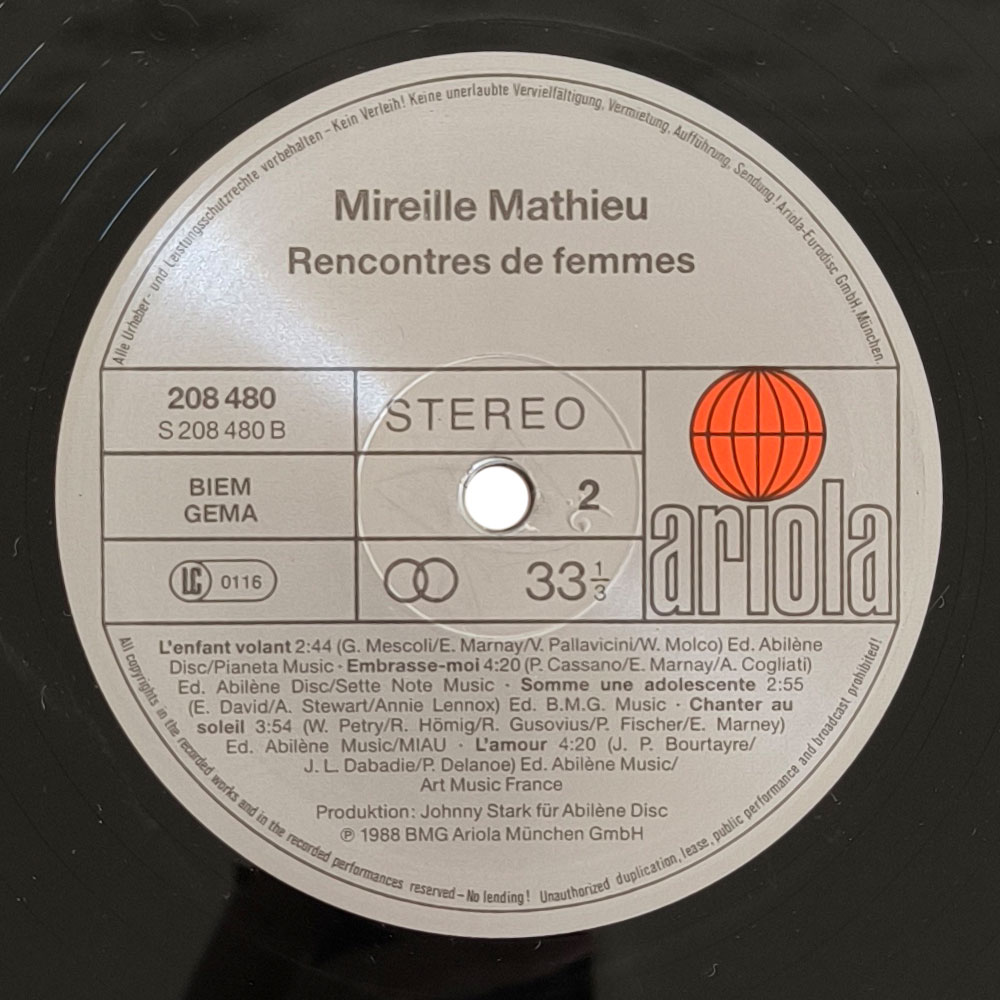 Alle Urheber- und Leistungsschutzrechte vorbehalten – Kein Verleih! Keine unerlaubte Vervielfältigung, Vermietung, Aufführung, Sendung! Ariola-Eurodisc GmbH, München.
Mireille Mathieu
Rencontres de femmes
208 480
S 208 480 B
STEREO
BIEM
GEMA
2
LC 0116
33 1/3
ariola
L'enfant volant 2:44 (G. Mescoli/E. Marnay/V. Pallavicini/W. Molco) Ed. Abilène
Disc/Pianeta Music · Embrasse-moi 4:20 (P. Cassano/E. Marnay/A. Cogliati)
Ed. Abilène Disc/Sette Note Music · Somme une adolescente 2:55
(E. David/A. Stewart/Annie Lennox) Ed. B.M.G. Music · Chanter au
soleil 3:54 (W. Petry/R. Hömig/R. Gusovius/P. Fischer/E. Marney)
Ed. Abilène Music/MIAU · L'amour 4:20 (J. P. Bourtayre/
J. L. Dabadie/P. Delanoe) Ed. Abilène Music/
Art Music France
Produktion: Johnny Stark für Abilène Disc
℗ 1988 BMG Ariola München GmbH
All copyrights in the recorded works and in the recorded performances reserved – No lending! Unauthorized duplication, lease, public performance and broadcast prohibited!